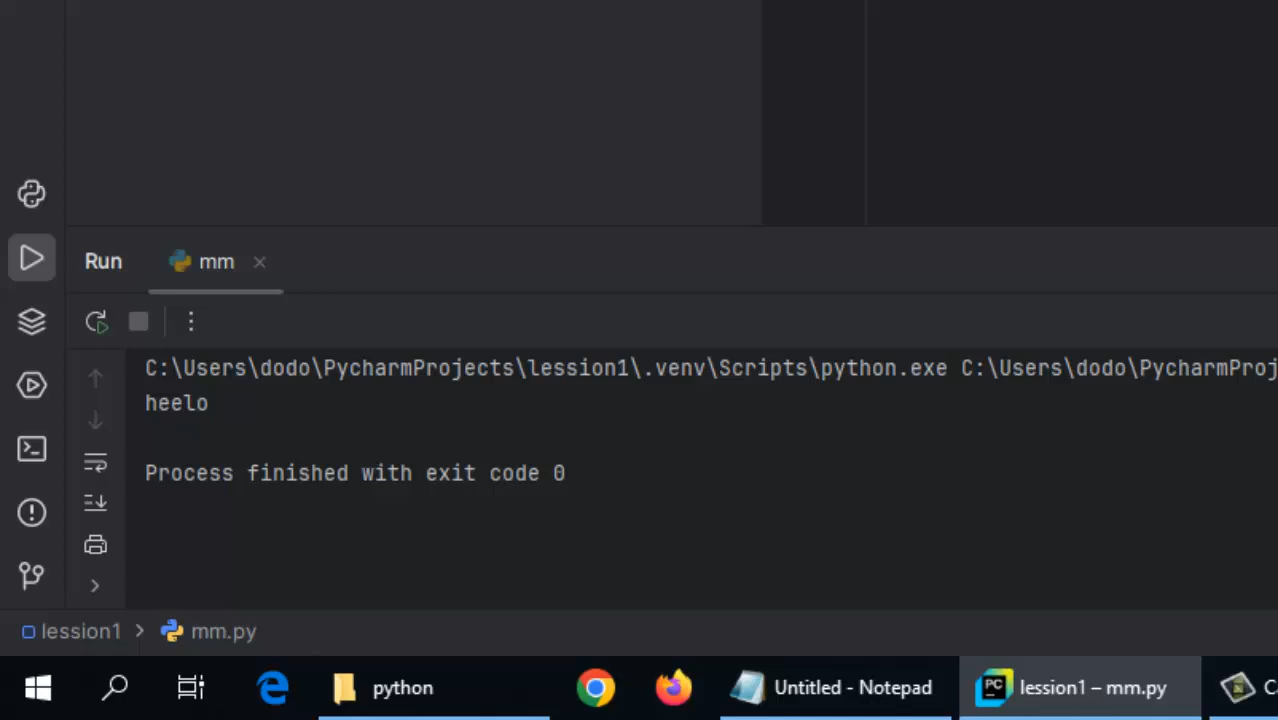 Run mm
C:\Users\dodo\PycharmProjects\lession1\.venv\Scripts\python.exe C:\Users\dodo\PycharmProj
heelo
Process finished with exit code 0
lession1 > mm.py
python Untitled - Notepad PC lession1 – mm.py Ca